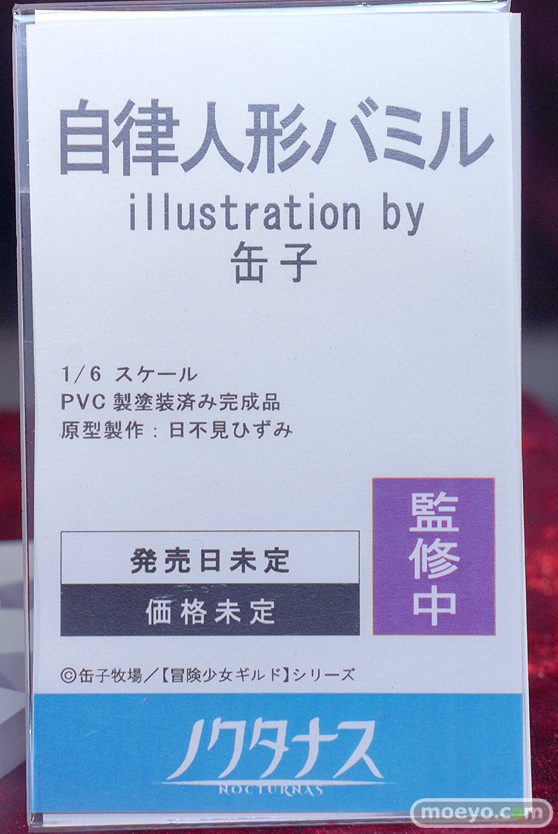 自律人形バミル
illustration by
缶子
1/6 スケール
PVC製塗装済み完成品
原型製作：日不見ひずみ
監修中
発売日未定
価格未定
©缶子牧場／【冒険少女ギルド】シリーズ
ノクタナス
NOCTURNAS
moeyo.com